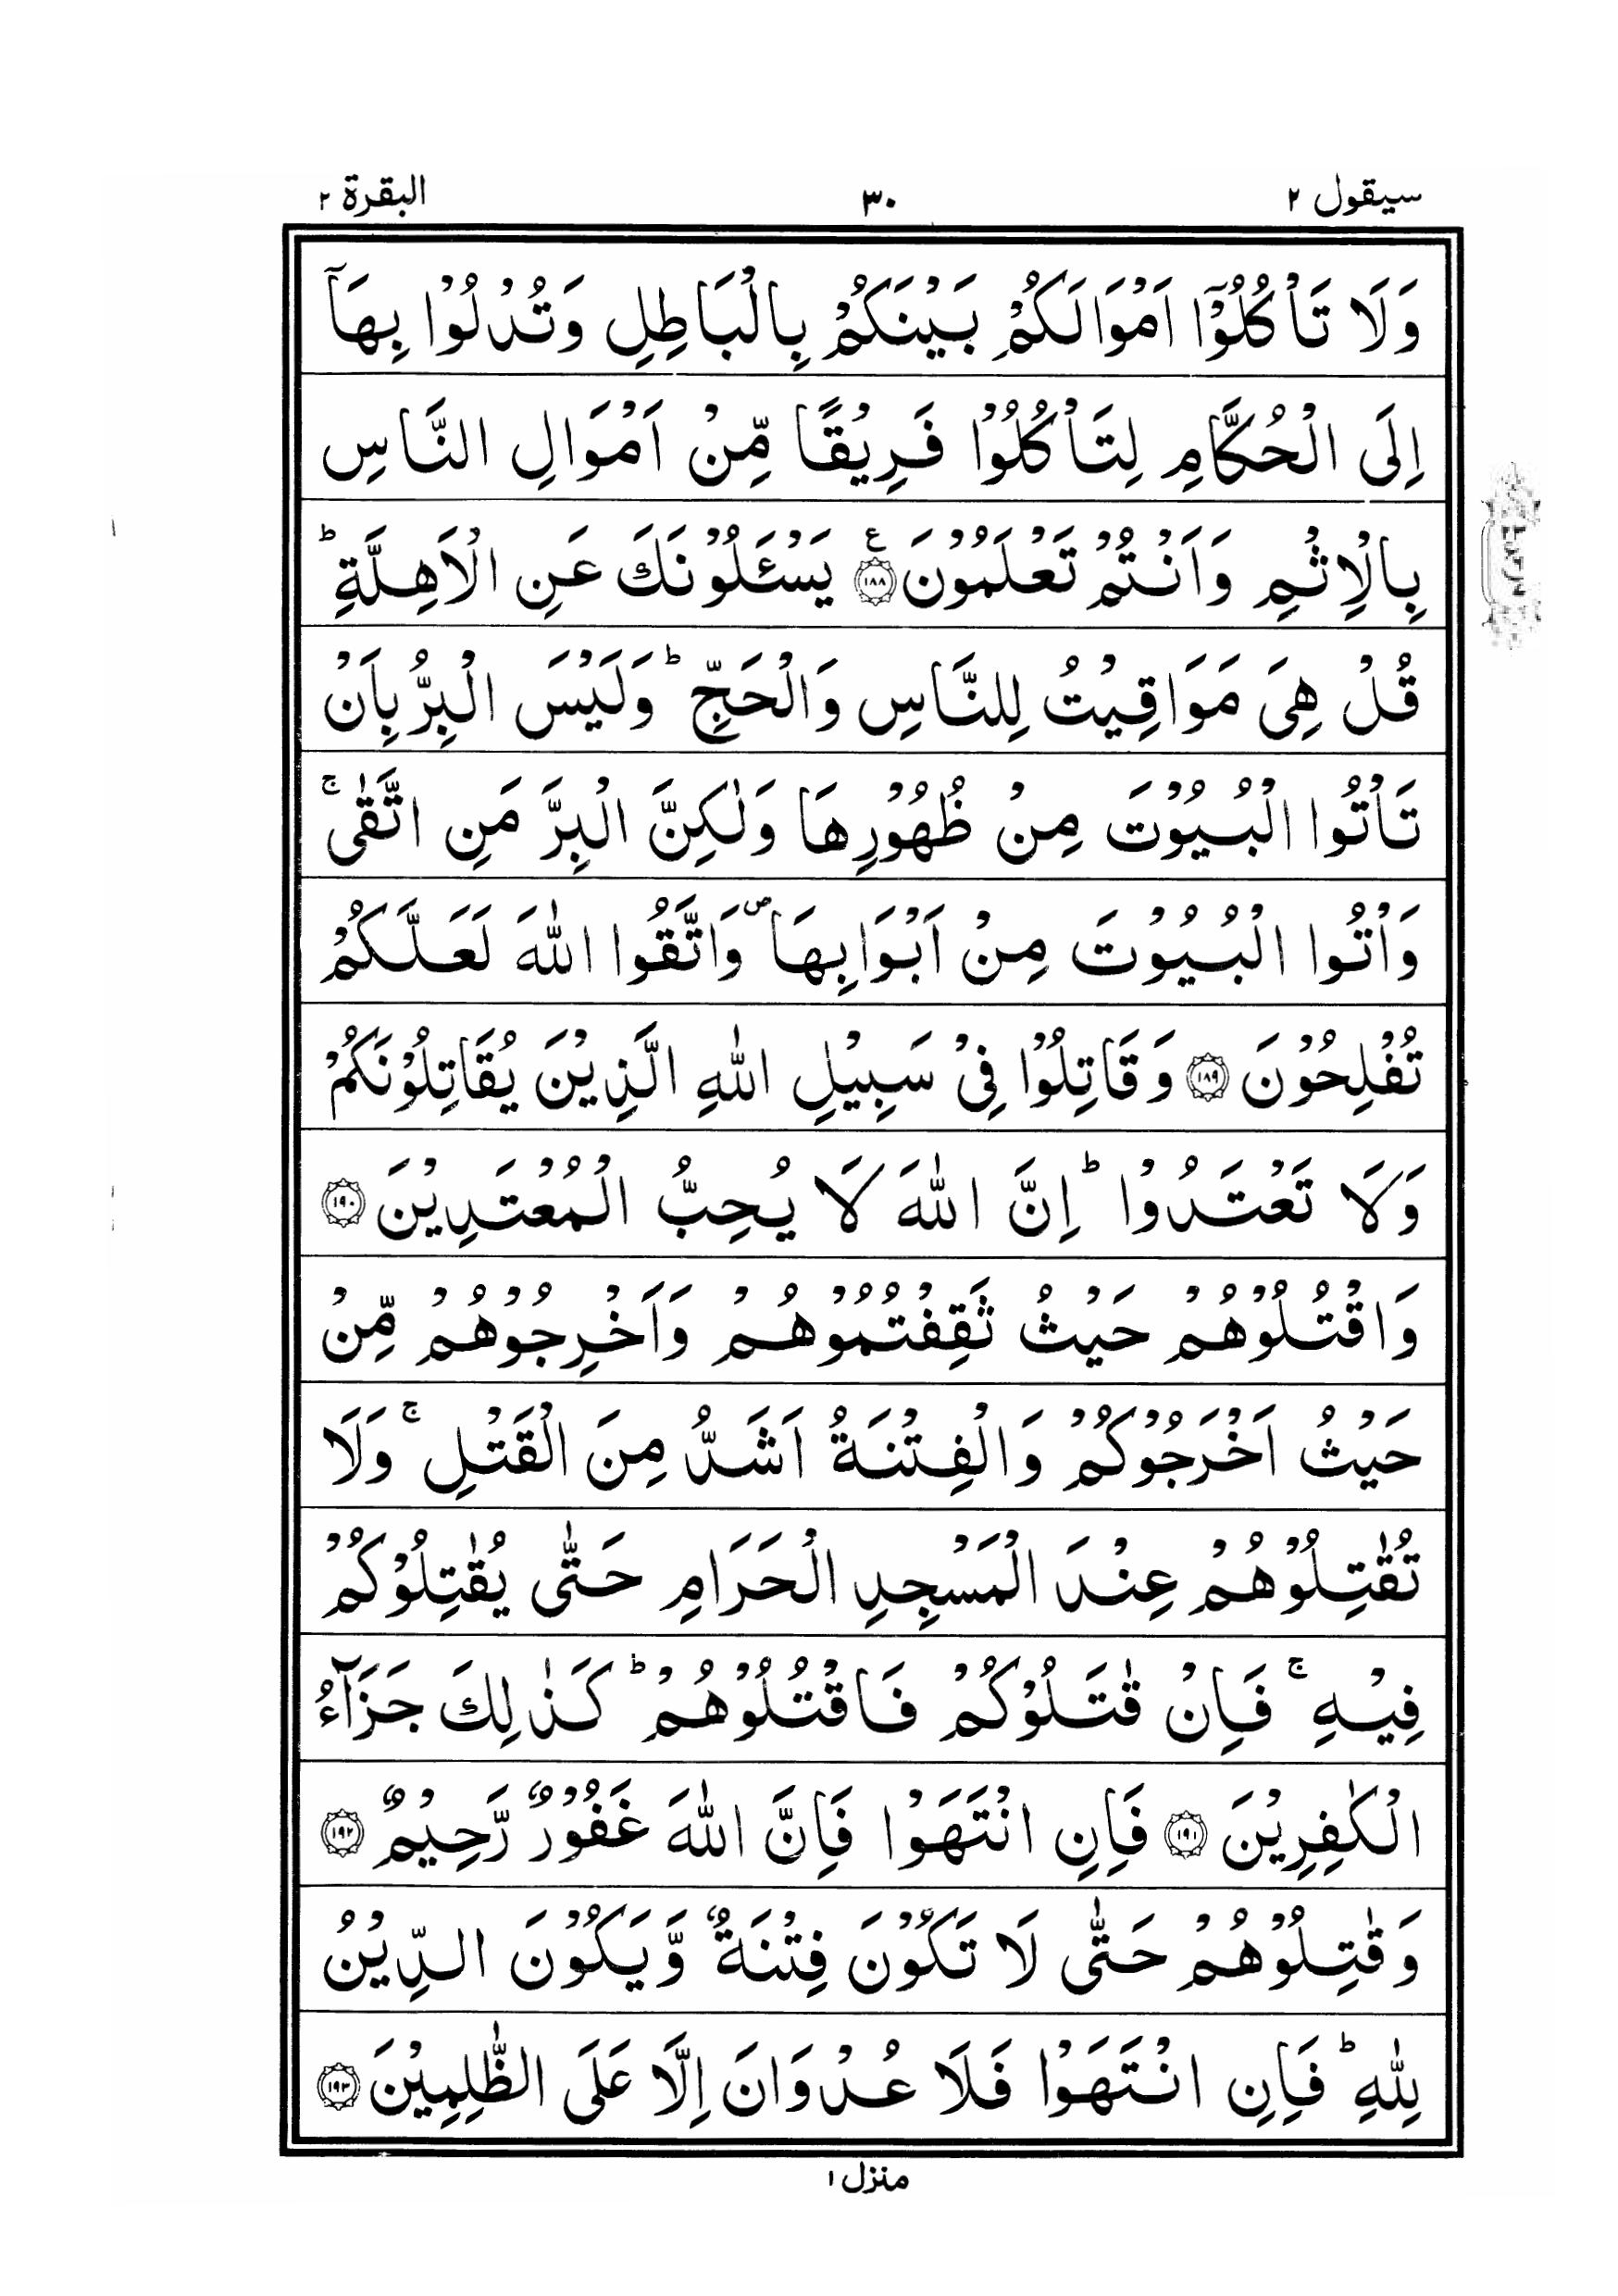 سيقول ٢ ٣٠ البقرة ٢
وَلَا تَاْكُلُوْۤا اَمْوَالَكُمْ بَيْنَكُمْ بِالْبَاطِلِ وَتُدْلُوْا بِهَاۤ
اِلَى الْحُكَّامِ لِتَاْكُلُوْا فَرِيْقًا مِّنْ اَمْوَالِ النَّاسِ
بِالْاِثْمِ وَاَنْتُمْ تَعْلَمُوْنَ ﴿١٨٨﴾ ع يَسْـَٔلُوْنَكَ عَنِ الْاَهِلَّةِ ؕ
قُلْ هِيَ مَوَاقِيْتُ لِلنَّاسِ وَالْحَجِّ ؕ وَلَيْسَ الْبِرُّ بِاَنْ
تَاْتُوا الْبُيُوْتَ مِنْ ظُهُوْرِهَا وَلٰكِنَّ الْبِرَّ مَنِ اتَّقٰى ۚ
وَاْتُوا الْبُيُوْتَ مِنْ اَبْوَابِهَا ۪ وَاتَّقُوا اللّٰهَ لَعَلَّكُمْ
تُفْلِحُوْنَ ﴿١٨٩﴾ وَقَاتِلُوْا فِيْ سَبِيْلِ اللّٰهِ الَّذِيْنَ يُقَاتِلُوْنَكُمْ
وَلَا تَعْتَدُوْا ؕ اِنَّ اللّٰهَ لَا يُحِبُّ الْمُعْتَدِيْنَ ﴿١٩٠﴾
وَاقْتُلُوْهُمْ حَيْثُ ثَقِفْتُمُوْهُمْ وَاَخْرِجُوْهُمْ مِّنْ
حَيْثُ اَخْرَجُوْكُمْ وَالْفِتْنَةُ اَشَدُّ مِنَ الْقَتْلِ ۚ وَلَا
تُقٰتِلُوْهُمْ عِنْدَ الْمَسْجِدِ الْحَرَامِ حَتّٰى يُقٰتِلُوْكُمْ
فِيْهِ ۚ فَاِنْ قٰتَلُوْكُمْ فَاقْتُلُوْهُمْ ؕ كَذٰلِكَ جَزَآءُ
الْكٰفِرِيْنَ ﴿١٩١﴾ فَاِنِ انْتَهَوْا فَاِنَّ اللّٰهَ غَفُوْرٌ رَّحِيْمٌ ﴿١٩٢﴾
وَقٰتِلُوْهُمْ حَتّٰى لَا تَكُوْنَ فِتْنَةٌ وَّيَكُوْنَ الدِّيْنُ
لِلّٰهِ ؕ فَاِنِ انْتَهَوْا فَلَا عُدْوَانَ اِلَّا عَلَى الظّٰلِمِيْنَ ﴿١٩٣﴾
منزل ١